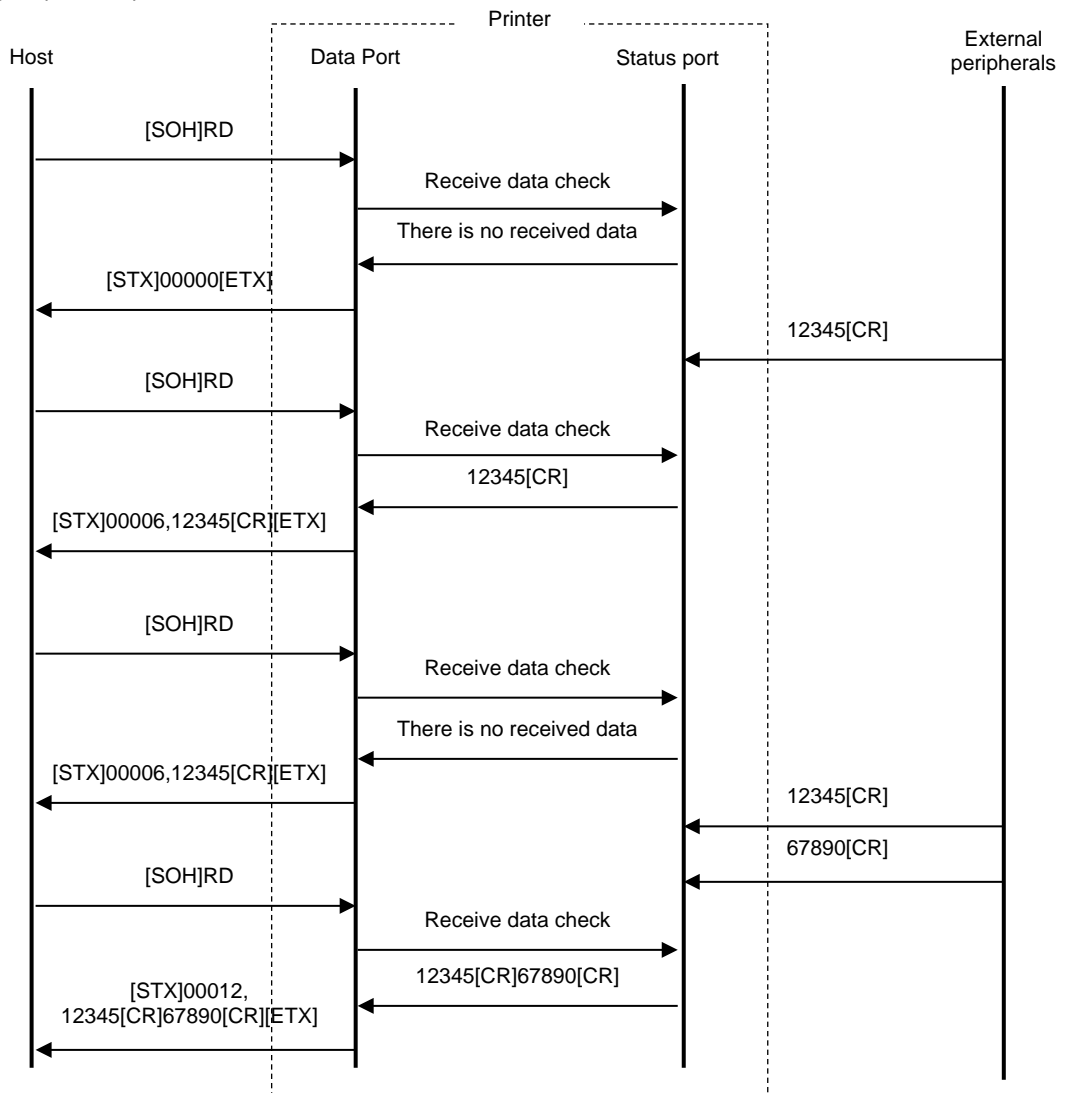 Printer
Host
Data Port
Status port
External
peripherals
[SOH]RD
Receive data check
There is no received data
[STX]00000[ETX]
12345[CR]
[SOH]RD
Receive data check
12345[CR]
[STX]00006,12345[CR][ETX]
[SOH]RD
Receive data check
There is no received data
[STX]00006,12345[CR][ETX]
12345[CR]
67890[CR]
[SOH]RD
Receive data check
12345[CR]67890[CR]
[STX]00012,
12345[CR]67890[CR][ETX]